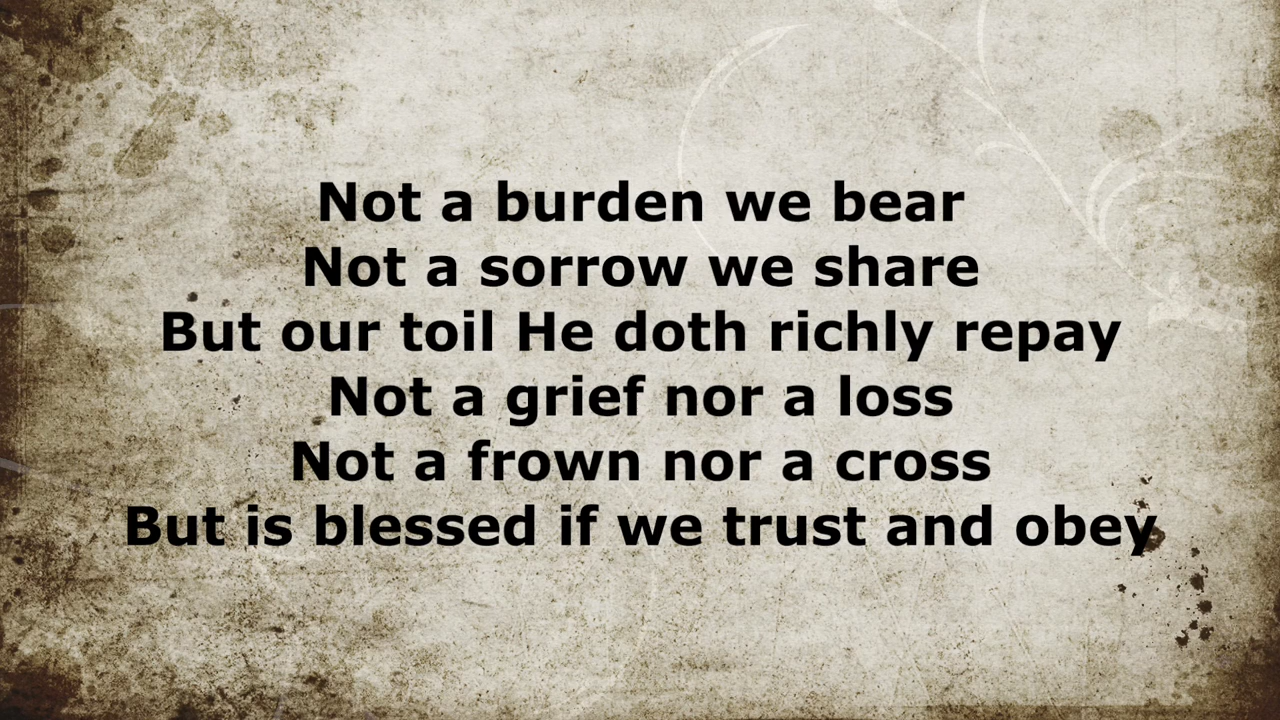 Not a burden we bear
Not a sorrow we share
But our toil He doth richly repay
Not a grief nor a loss
Not a frown nor a cross
But is blessed if we trust and obey